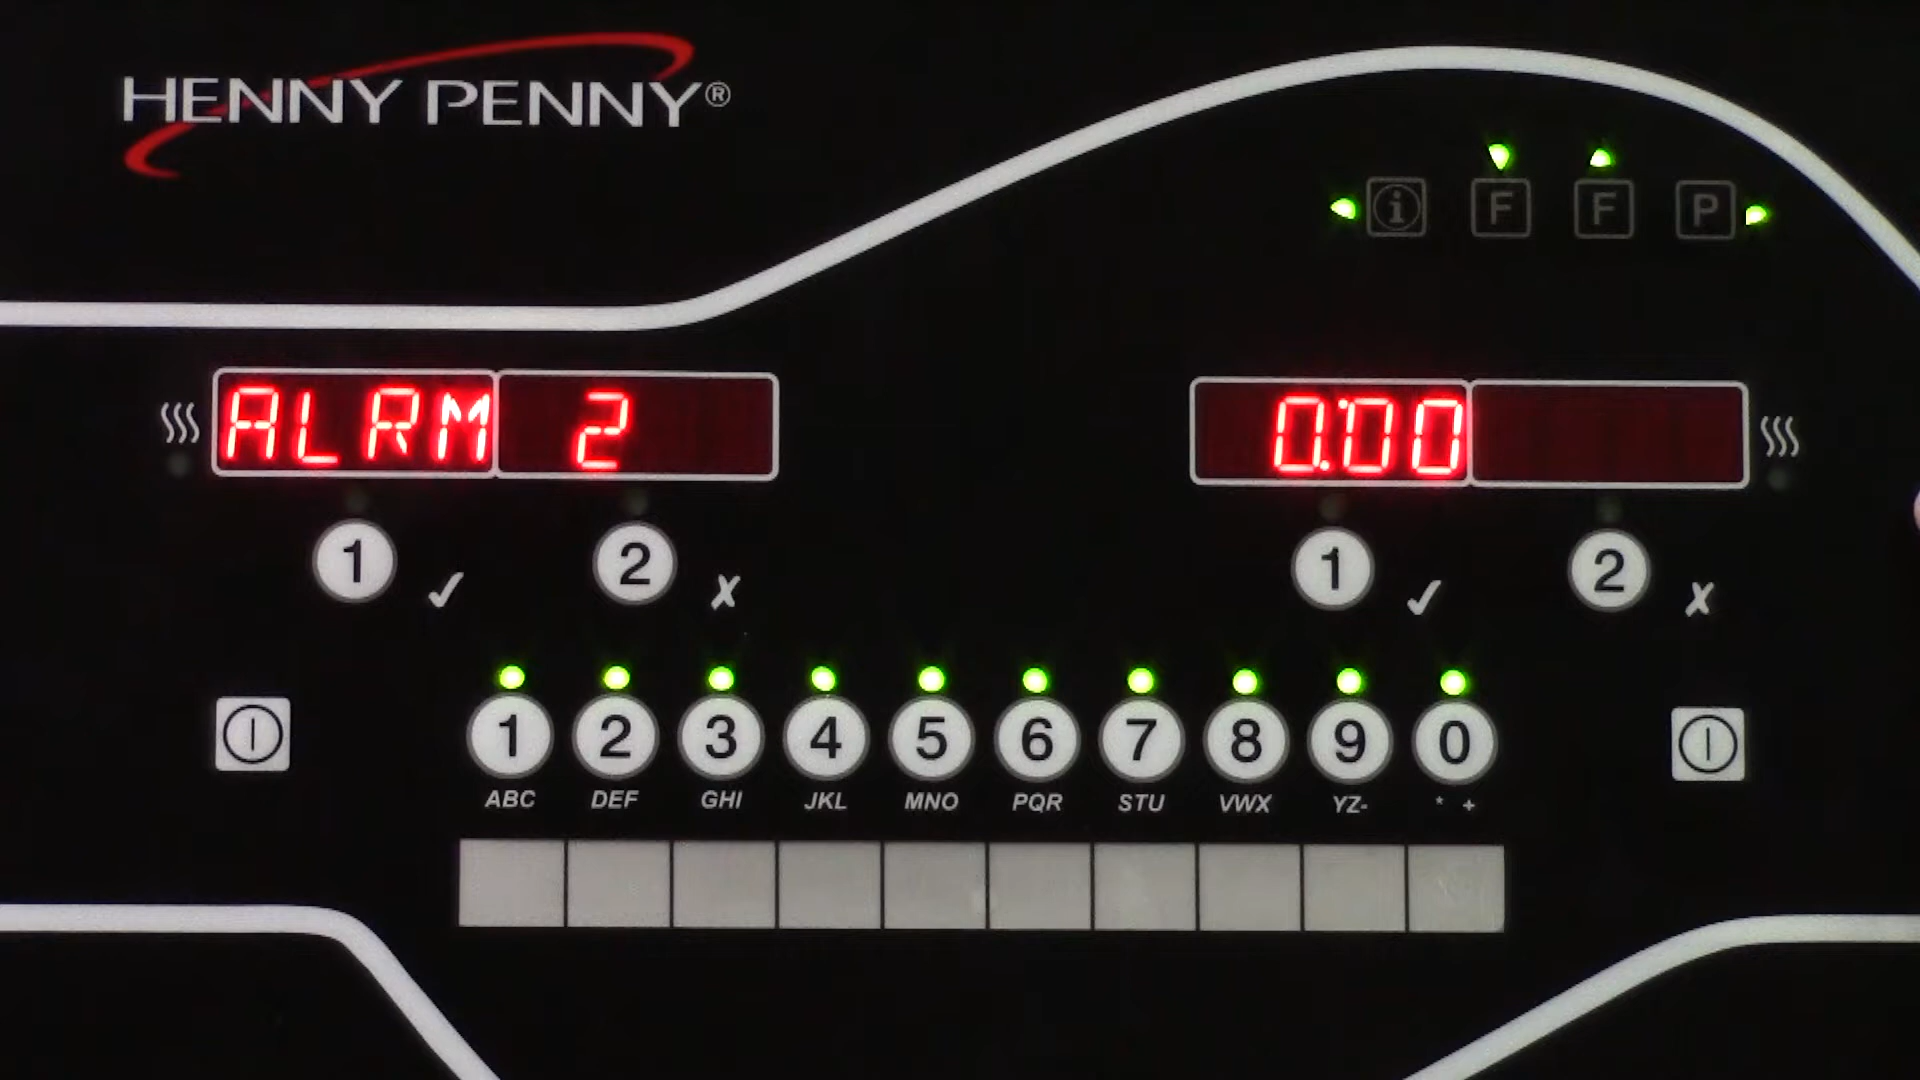 HENNY PENNY®
i F F P
ALRM 2 0:00
1 ✓ 2 ✗ 1 ✓ 2 ✗
1 2 3 4 5 6 7 8 9 0
ABC DEF GHI JKL MNO PQR STU VWX YZ- * +